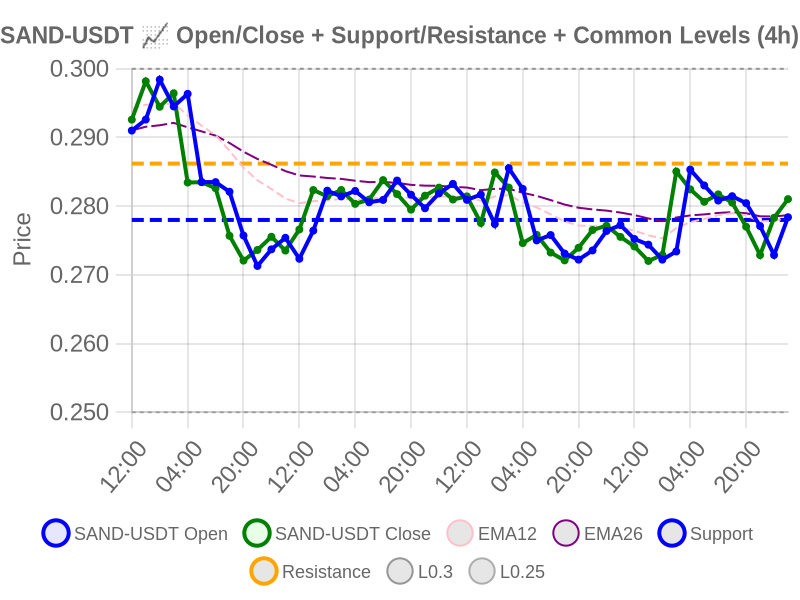 SAND-USDT 📈 Open/Close + Support/Resistance + Common Levels (4h)
0.300
0.290
0.280
0.270
0.260
0.250
Price
12:00 04:00 20:00 12:00 04:00 20:00 12:00 04:00 20:00 12:00 04:00 20:00
SAND-USDT Open SAND-USDT Close EMA12 EMA26 Support
Resistance L0.3 L0.25